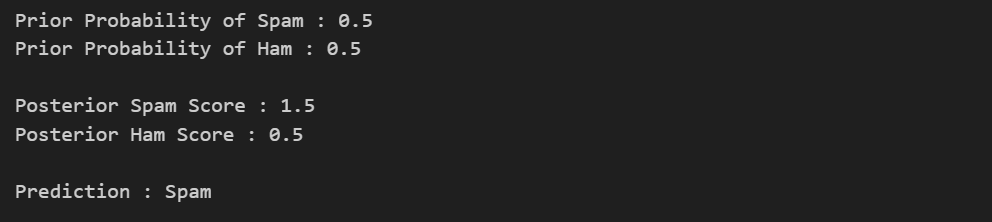 Prior Probability of Spam : 0.5
Prior Probability of Ham : 0.5
Posterior Spam Score : 1.5
Posterior Ham Score : 0.5
Prediction : Spam